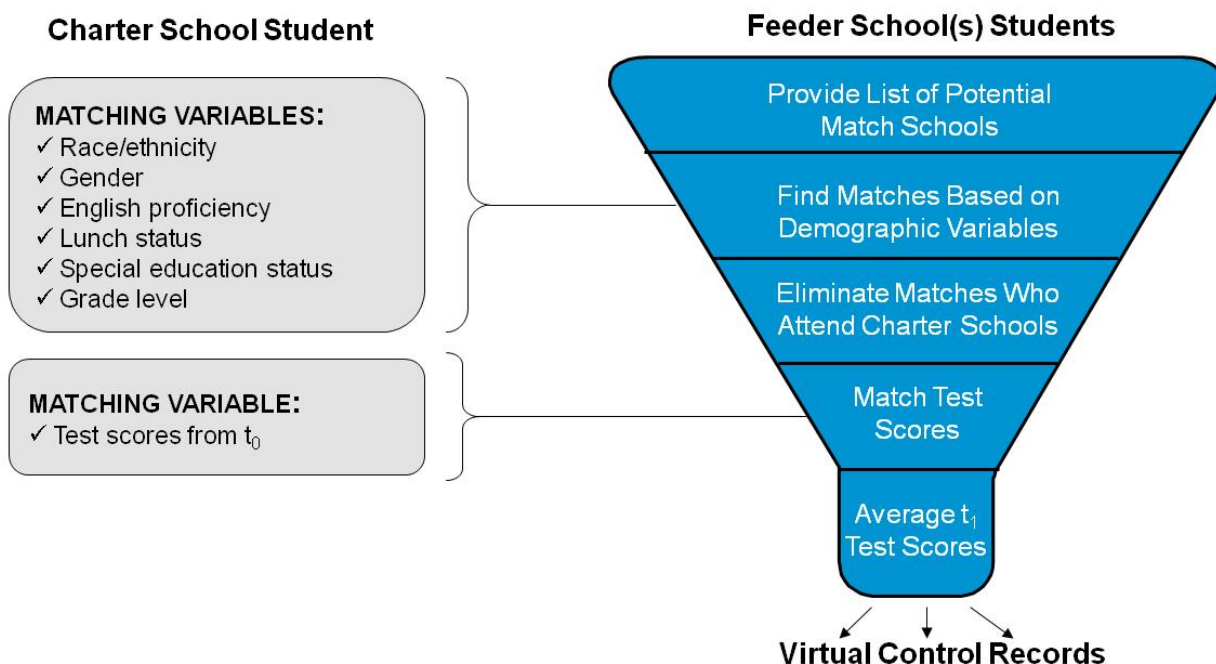 Charter School Student
MATCHING VARIABLES:
✓ Race/ethnicity
✓ Gender
✓ English proficiency
✓ Lunch status
✓ Special education status
✓ Grade level
MATCHING VARIABLE:
✓ Test scores from t₀
Feeder School(s) Students
Provide List of Potential
Match Schools
Find Matches Based on
Demographic Variables
Eliminate Matches Who
Attend Charter Schools
Match Test
Scores
Average t₁
Test Scores
Virtual Control Records